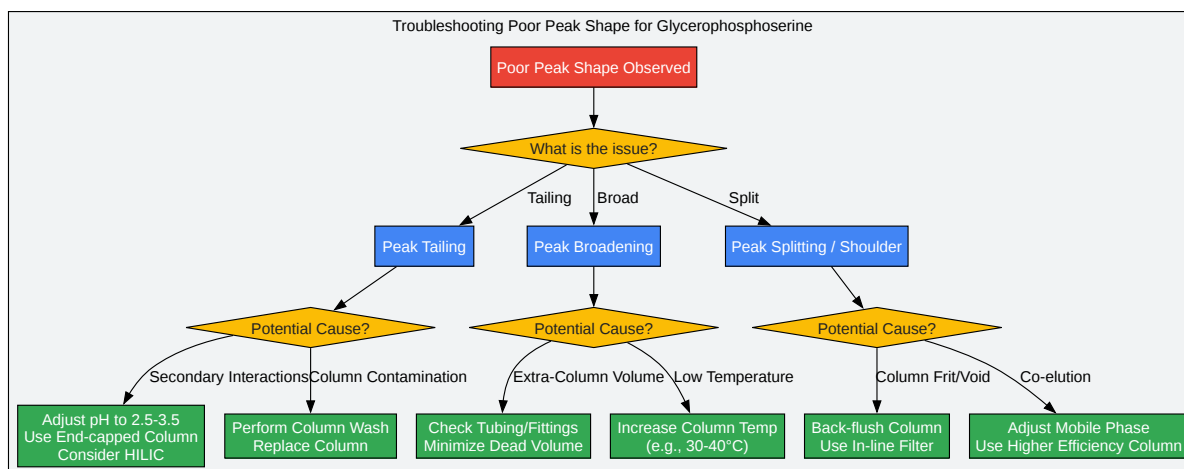 Troubleshooting Poor Peak Shape for Glycerophosphoserine
Poor Peak Shape Observed
What is the issue?
Tailing
Broad
Split
Peak Tailing
Peak Broadening
Peak Splitting / Shoulder
Potential Cause?
Potential Cause?
Potential Cause?
Secondary Interactions
Column Contamination
Extra-Column Volume
Low Temperature
Column Frit/Void
Co-elution
Adjust pH to 2.5-3.5
Use End-capped Column
Consider HILIC
Perform Column Wash
Replace Column
Check Tubing/Fittings
Minimize Dead Volume
Increase Column Temp
(e.g., 30-40°C)
Back-flush Column
Use In-line Filter
Adjust Mobile Phase
Use Higher Efficiency Column